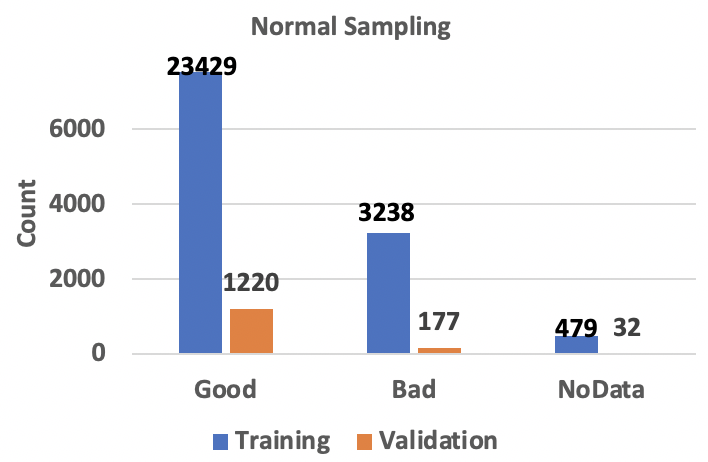 Normal Sampling
23429
6000
Count
4000
3238
2000
1220
177
479
32
0
Good
Bad
NoData
Training
Validation